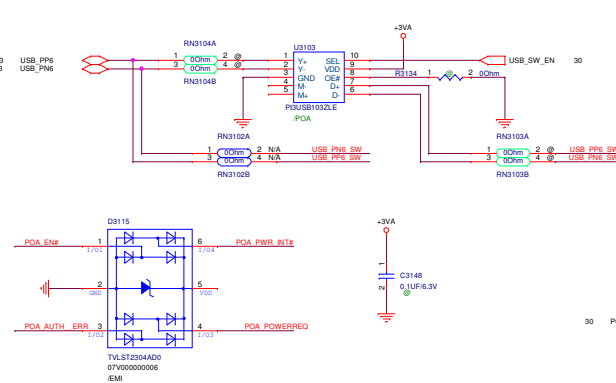 +3VA
RN3104A
U3103
USB_PP6 1 0Ohm 2 @ 1 Y+ SEL 10 USB_SW_EN 30
USB_PN6 3 0Ohm 4 @ 2 Y- VDD 9
3 GND OE# 8 R3134 1 @ 2 0Ohm
RN3104B 4 M- D+ 7
5 M+ D- 6
PI3USB103ZLE
/POA
RN3102A RN3103A
1 0Ohm 2 N/A USB_PN6_SW 1 0Ohm 2 @ USB_PP6_SW
3 0Ohm 4 N/A USB_PP6_SW 3 0Ohm 4 @ USB_PN6_SW
RN3102B RN3103B
D3115 +3VA
POA_EN# 1 I/O1 6 I/O4 POA_PWR_INT#
1 C3148
2 GND 5 VDD 2 0.1UF/6.3V
@
POA_AUTH_ERR 3 I/O2 4 I/O3 POA_POWERREQ 30
TVLST2304AD0
07V000000006
/EMI